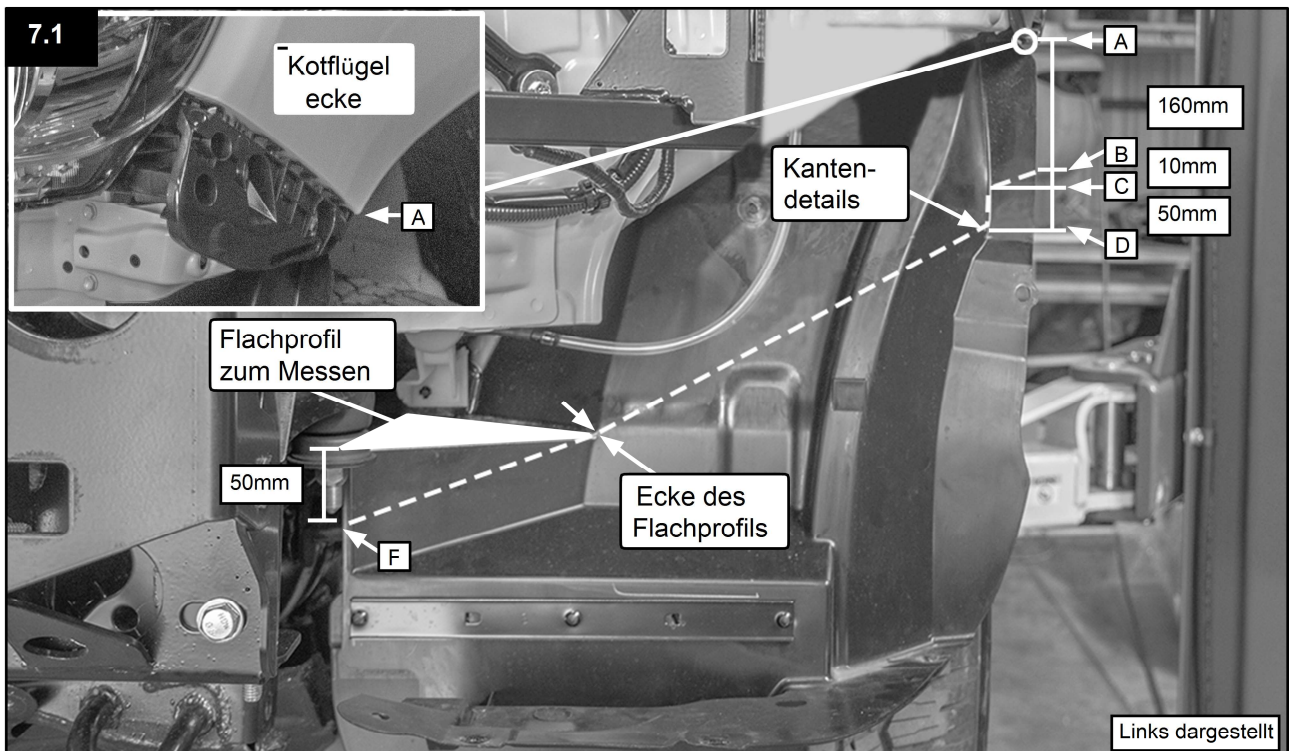 7.1
Kotflügel
ecke
A
A
160mm
B
10mm
C
50mm
D
Kanten-
details
Flachprofil
zum Messen
50mm
F
Ecke des
Flachprofils
Links dargestellt